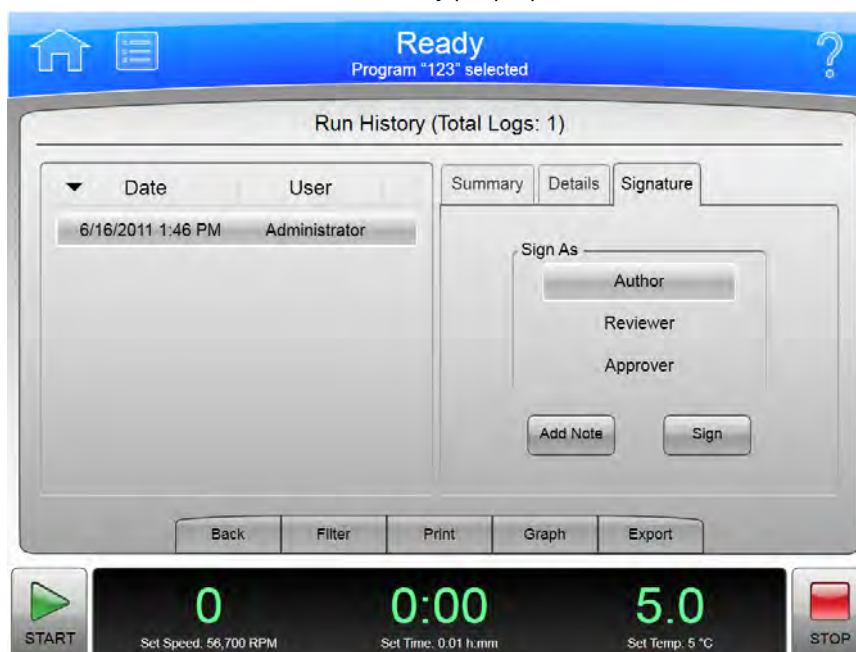 Ready
Program "123" selected
?
Run History (Total Logs: 1)
Date User
6/16/2011 1:46 PM Administrator
Summary Details Signature
Sign As
Author
Reviewer
Approver
Add Note Sign
Back Filter Print Graph Export
START
0 0:00 5.0
Set Speed: 56,700 RPM Set Time: 0.01 h:mm Set Temp: 5 °C
STOP